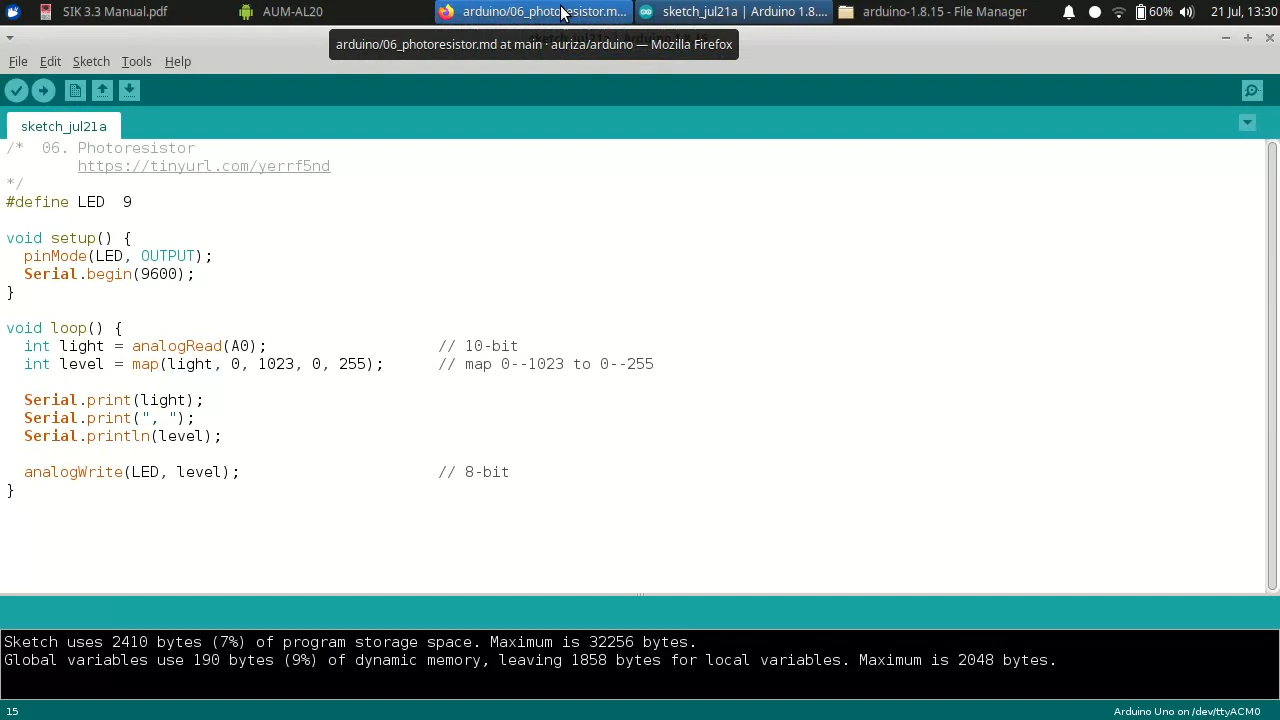 SIK 3.3 Manual.pdf AUM-AL20 arduino/06_photoresistor.m... sketch_jul21a | Arduino 1.8.... arduino-1.8.15 - File Manager 60% 21 Jul, 13:30
arduino/06_photoresistor.md at main · auriza/arduino — Mozilla Firefox
File Edit Sketch Tools Help
sketch_jul21a
/*  06. Photoresistor
        https://tinyurl.com/yerrf5nd
*/
#define LED  9
void setup() {
  pinMode(LED, OUTPUT);
  Serial.begin(9600);
}
void loop() {
  int light = analogRead(A0);                   // 10-bit
  int level = map(light, 0, 1023, 0, 255);      // map 0--1023 to 0--255
  Serial.print(light);
  Serial.print(", ");
  Serial.println(level);
  analogWrite(LED, level);                      // 8-bit
}
Sketch uses 2410 bytes (7%) of program storage space. Maximum is 32256 bytes.
Global variables use 190 bytes (9%) of dynamic memory, leaving 1858 bytes for local variables. Maximum is 2048 bytes.
15 Arduino Uno on /dev/ttyACM0